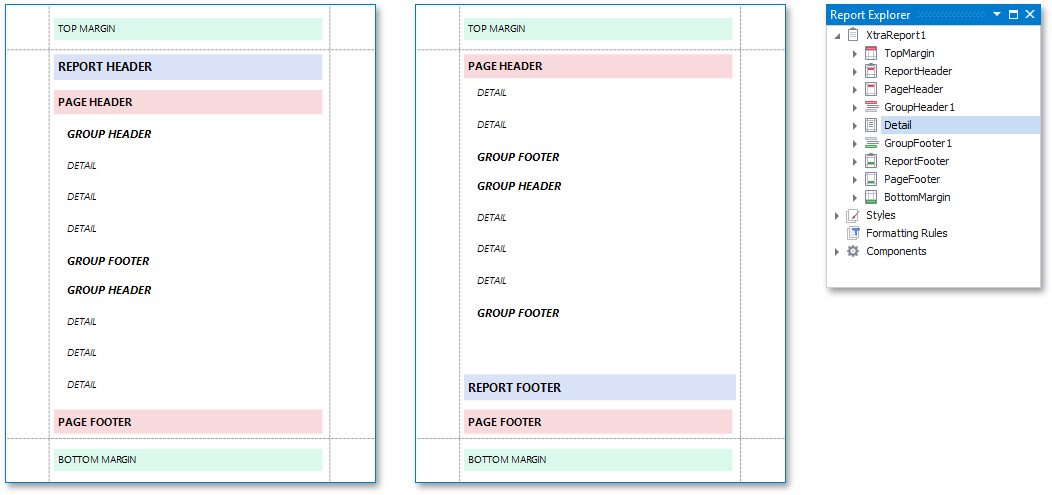 TOP MARGIN
REPORT HEADER
PAGE HEADER
GROUP HEADER
DETAIL
DETAIL
DETAIL
GROUP FOOTER
GROUP HEADER
DETAIL
DETAIL
DETAIL
PAGE FOOTER
BOTTOM MARGIN
TOP MARGIN
PAGE HEADER
DETAIL
DETAIL
GROUP FOOTER
GROUP HEADER
DETAIL
DETAIL
DETAIL
GROUP FOOTER
REPORT FOOTER
PAGE FOOTER
BOTTOM MARGIN
Report Explorer
XtraReport1
TopMargin
ReportHeader
PageHeader
GroupHeader1
Detail
GroupFooter1
ReportFooter
PageFooter
BottomMargin
Styles
Formatting Rules
Components